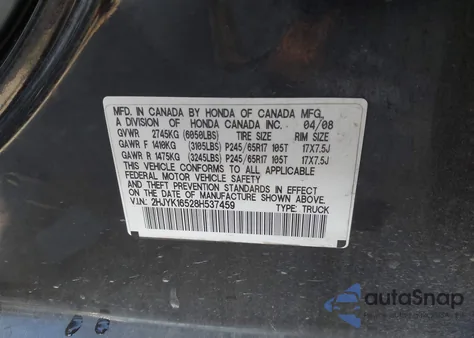 MFD. IN CANADA BY HONDA OF CANADA MFG.,
A DIVISION OF HONDA CANADA INC. 04/08
GVWR 2745KG (6050LBS) TIRE SIZE RIM SIZE
GAWR F 1410KG (3105LBS) P245/65R17 105T 17X7.5J
GAWR R 1475KG (3245LBS) P245/65R17 105T 17X7.5J
THIS VEHICLE CONFORMS TO ALL APPLICABLE
FEDERAL MOTOR VEHICLE SAFETY AND
THEFT PREVENTION STANDARDS IN EFFECT
ON THE DATE OF MANUFACTURE SHOWN ABOVE.
V.I.N: 2HJYK16528H537459 TYPE: TRUCK
autoSnap